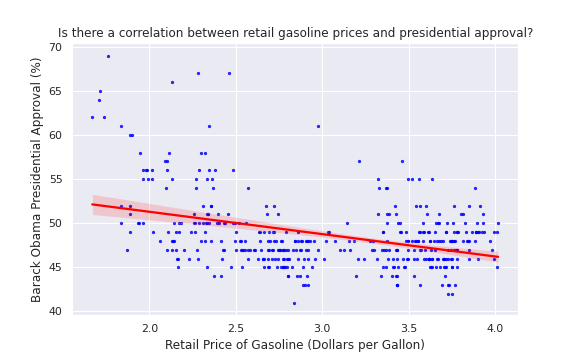 Is there a correlation between retail gasoline prices and presidential approval?
70
65
60
55
50
45
40
Barack Obama Presidential Approval (%)
2.0 2.5 3.0 3.5 4.0
Retail Price of Gasoline (Dollars per Gallon)